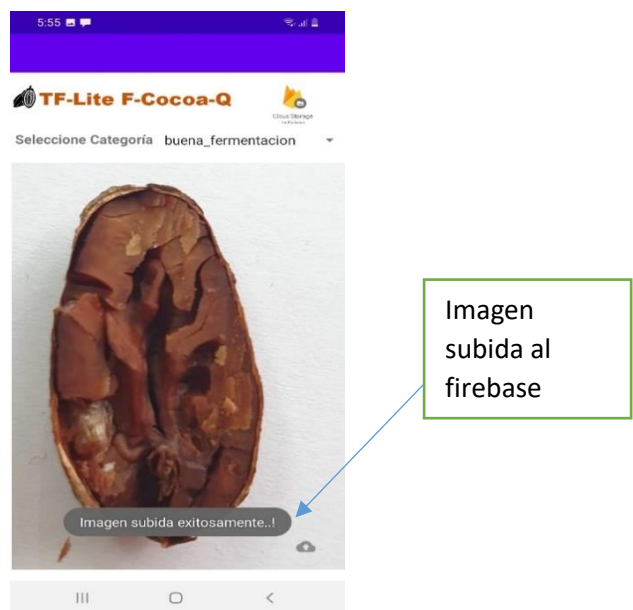 5:55
TF-Lite F-Cocoa-Q
Cloud Storage
Seleccione Categoría buena_fermentacion
Imagen
subida al
firebase
Imagen subida exitosamente..!